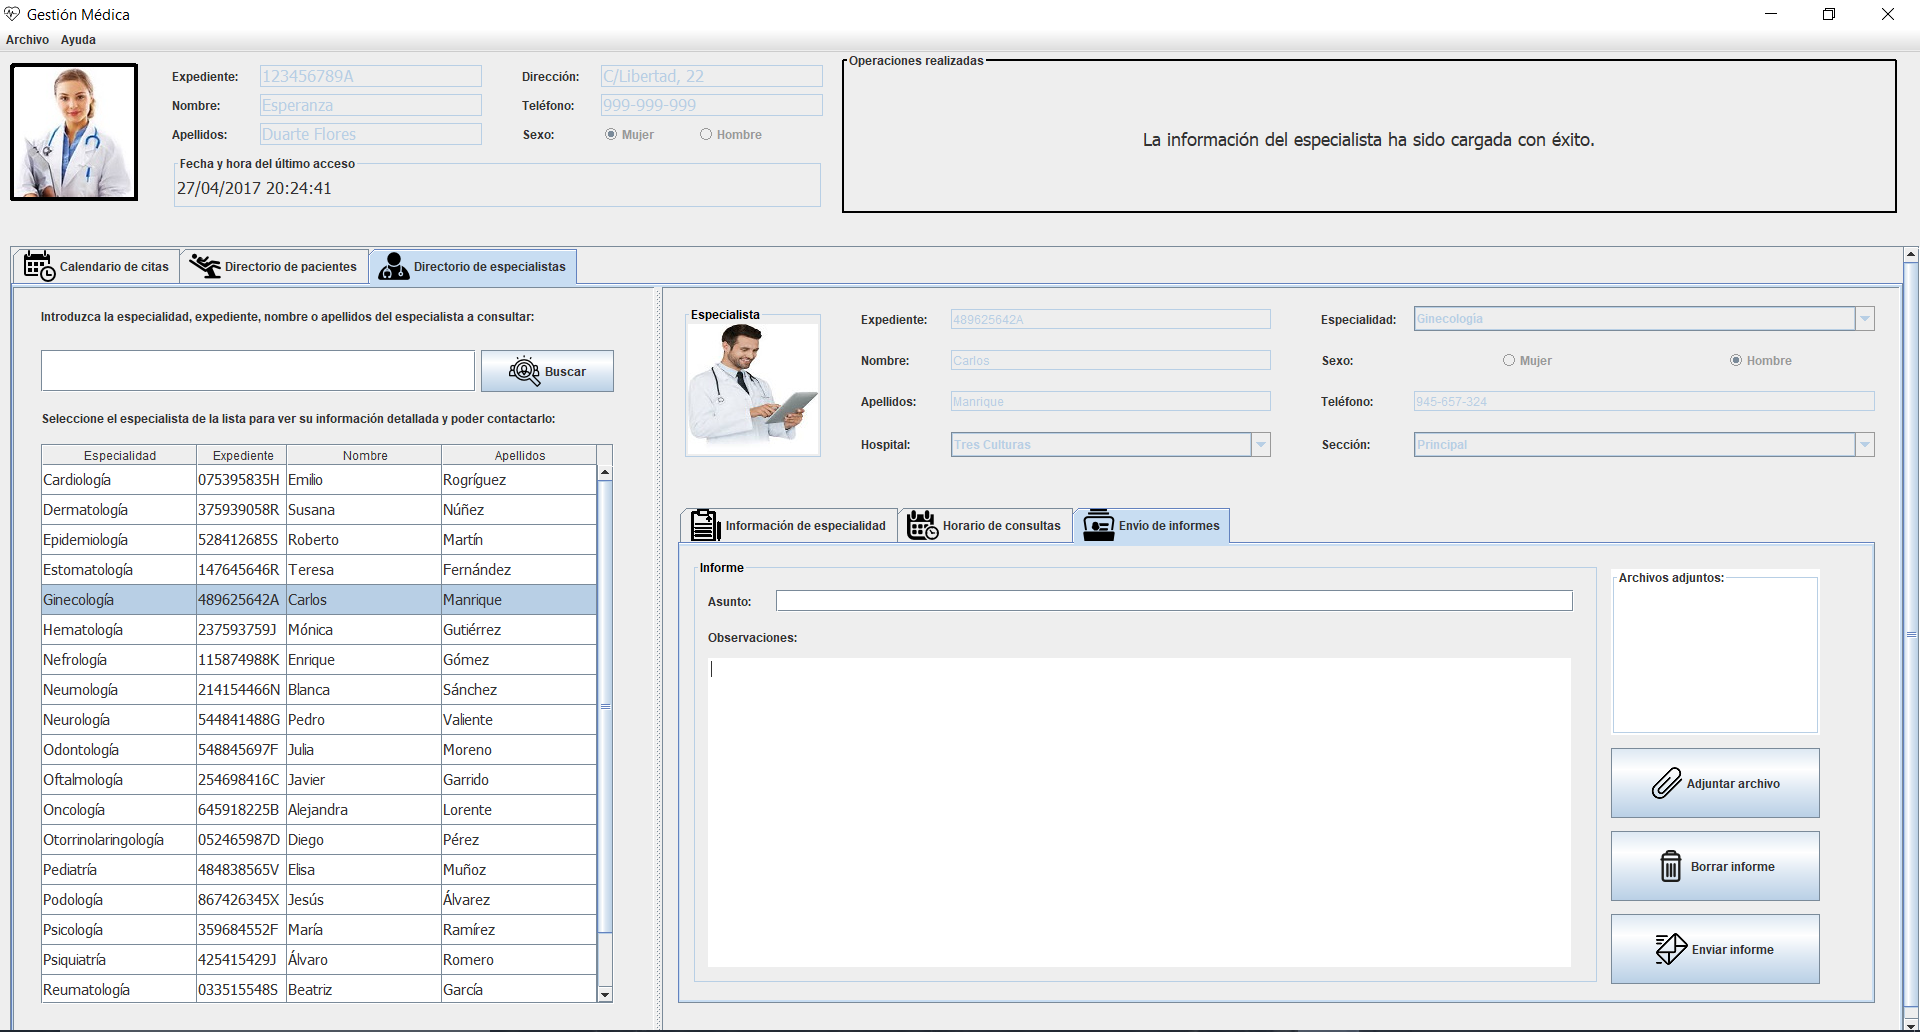 Gestión Médica
Archivo Ayuda
Expediente: 123456789A
Nombre: Esperanza
Apellidos: Duarte Flores
Dirección: C/Libertad, 22
Teléfono: 999-999-999
Sexo: Mujer Hombre
Fecha y hora del último acceso
27/04/2017 20:24:41
Operaciones realizadas
La información del especialista ha sido cargada con éxito.
Calendario de citas Directorio de pacientes Directorio de especialistas
Introduzca la especialidad, expediente, nombre o apellidos del especialista a consultar:
Buscar
Seleccione el especialista de la lista para ver su información detallada y poder contactarlo:
Especialidad Expediente Nombre Apellidos
Cardiología 075395835H Emilio Rogríguez
Dermatología 375939058R Susana Núñez
Epidemiología 528412685S Roberto Martín
Estomatología 147645646R Teresa Fernández
Ginecología 489625642A Carlos Manrique
Hematología 237593759J Mónica Gutiérrez
Nefrología 115874988K Enrique Gómez
Neumología 214154466N Blanca Sánchez
Neurología 544841488G Pedro Valiente
Odontología 548845697F Julia Moreno
Oftalmología 254698416C Javier Garrido
Oncología 645918225B Alejandra Lorente
Otorrinolaringología 052465987D Diego Pérez
Pediatría 484838565V Elisa Muñoz
Podología 867426345X Jesús Álvarez
Psicología 359684552F María Ramírez
Psiquiatría 425415429J Álvaro Romero
Reumatología 033515548S Beatriz García
Especialista
Expediente: 489625642A
Nombre: Carlos
Apellidos: Manrique
Hospital: Tres Culturas
Especialidad: Ginecologia
Sexo: Mujer Hombre
Teléfono: 945-657-324
Sección: Principal
Información de especialidad Horario de consultas Envio de informes
Informe
Asunto:
Observaciones:
Archivos adjuntos:
Adjuntar archivo
Borrar informe
Enviar informe